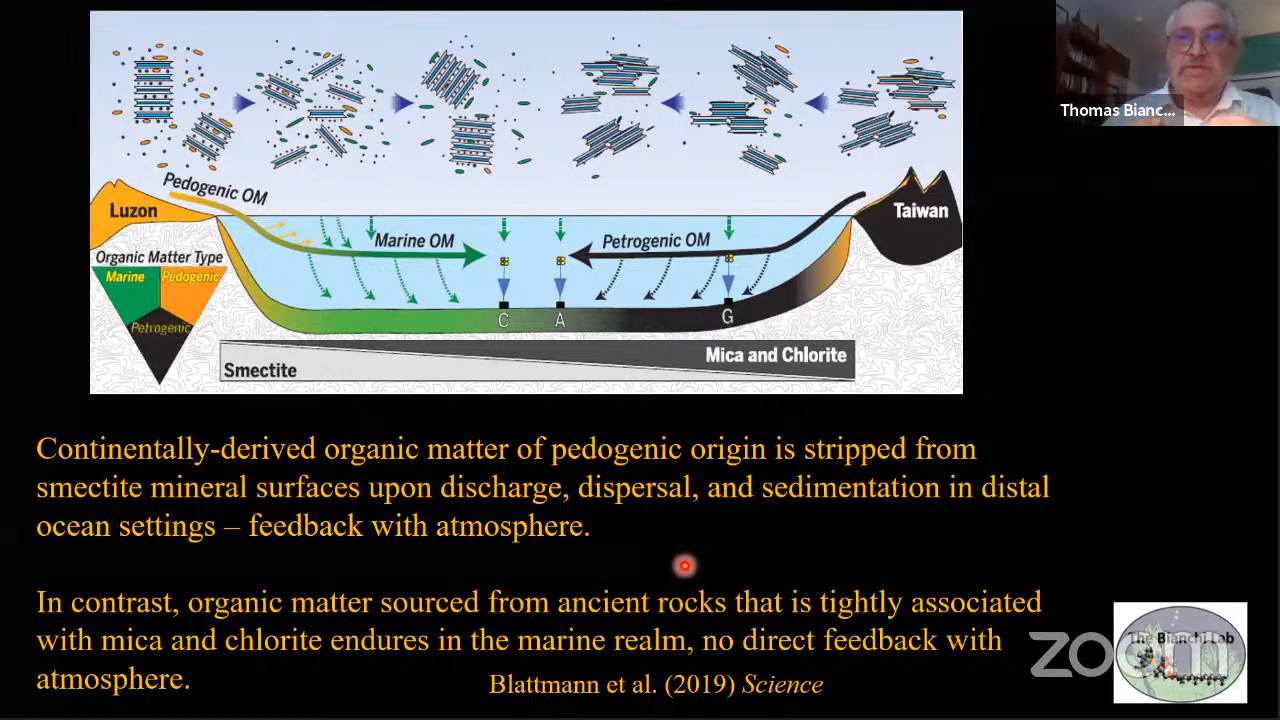 Thomas Bianc...
Pedogenic OM
Luzon
Taiwan
Marine OM
Petrogenic OM
Organic Matter Type
Marine
Pedogenic
Petrogenic
C
A
G
Mica and Chlorite
Smectite
Continentally-derived organic matter of pedogenic origin is stripped from
smectite mineral surfaces upon discharge, dispersal, and sedimentation in distal
ocean settings – feedback with atmosphere.
In contrast, organic matter sourced from ancient rocks that is tightly associated
with mica and chlorite endures in the marine realm, no direct feedback with
atmosphere.
Blattmann et al. (2019) Science
The Bianchi Lab
zoom